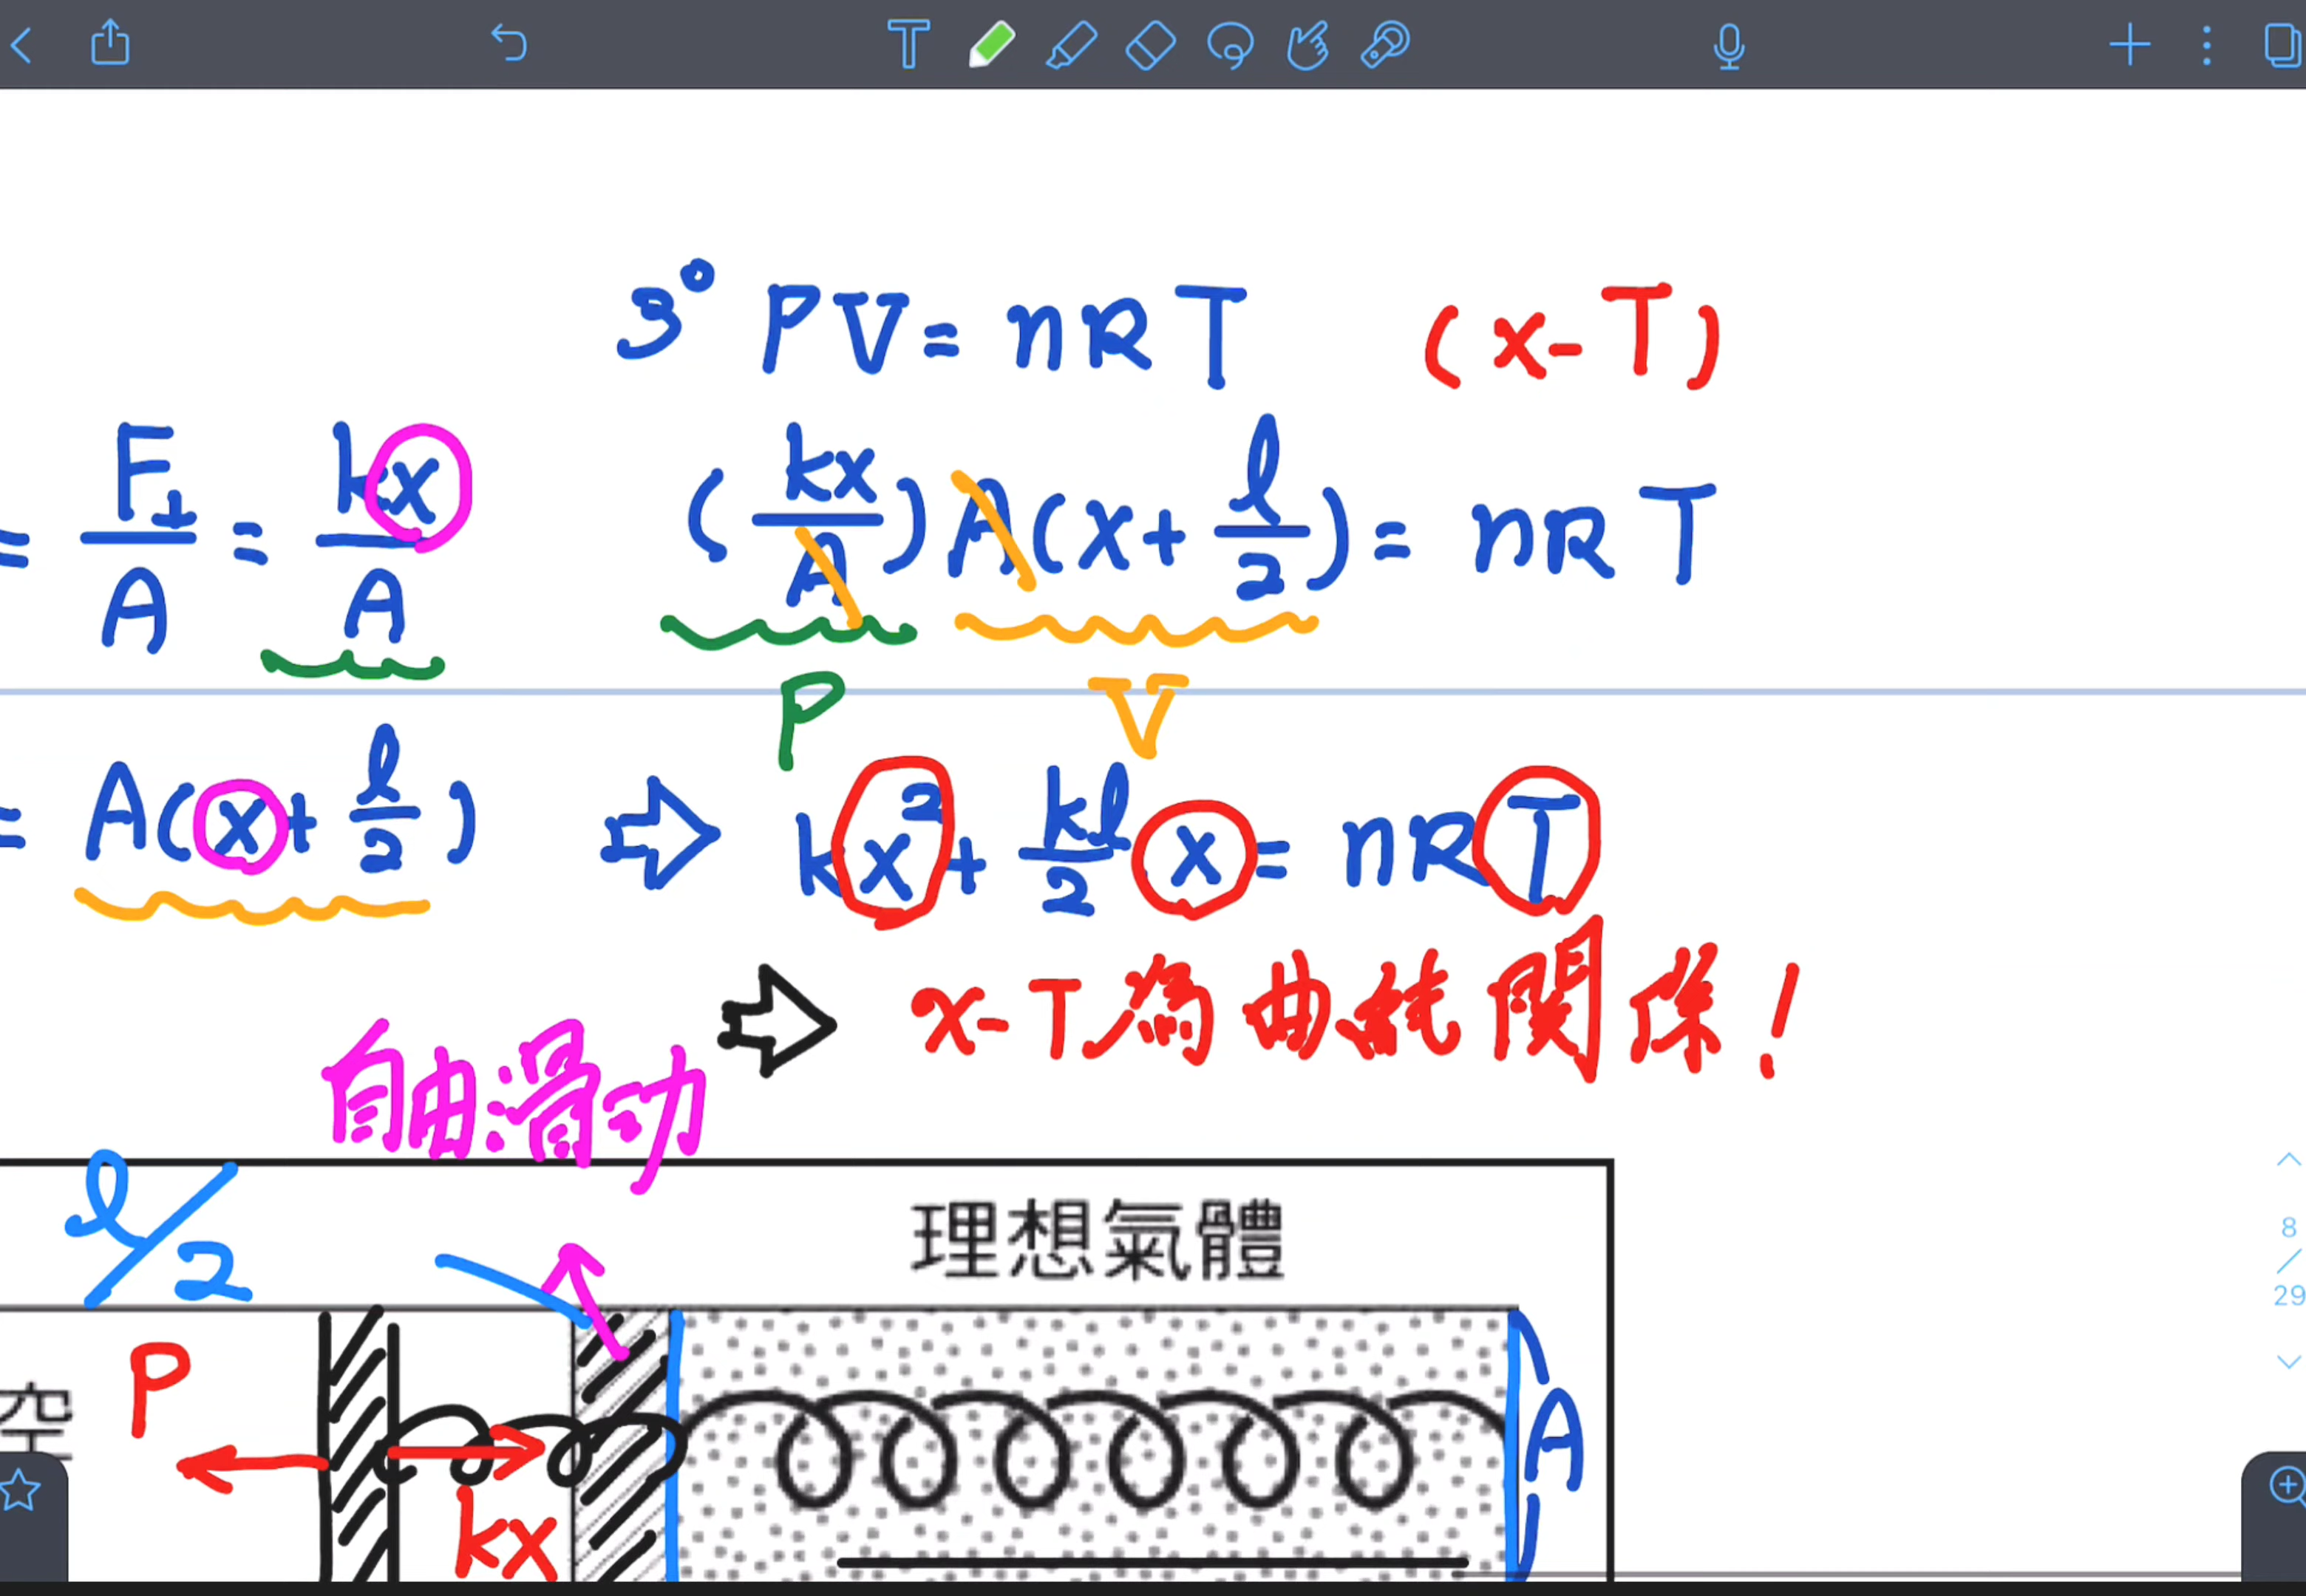 3° PV = nRT (x-T)
= F⊥/A = kx/A
(kx/A) A(x + ℓ/2) = nRT
P V
= A(x + ℓ/2)
⇨ kx² + kℓ/2 x = nRT
⇨ x-T為曲線關係!
自由滑动
ℓ/2
理想氣體
P
空
kx
A
8
/
29